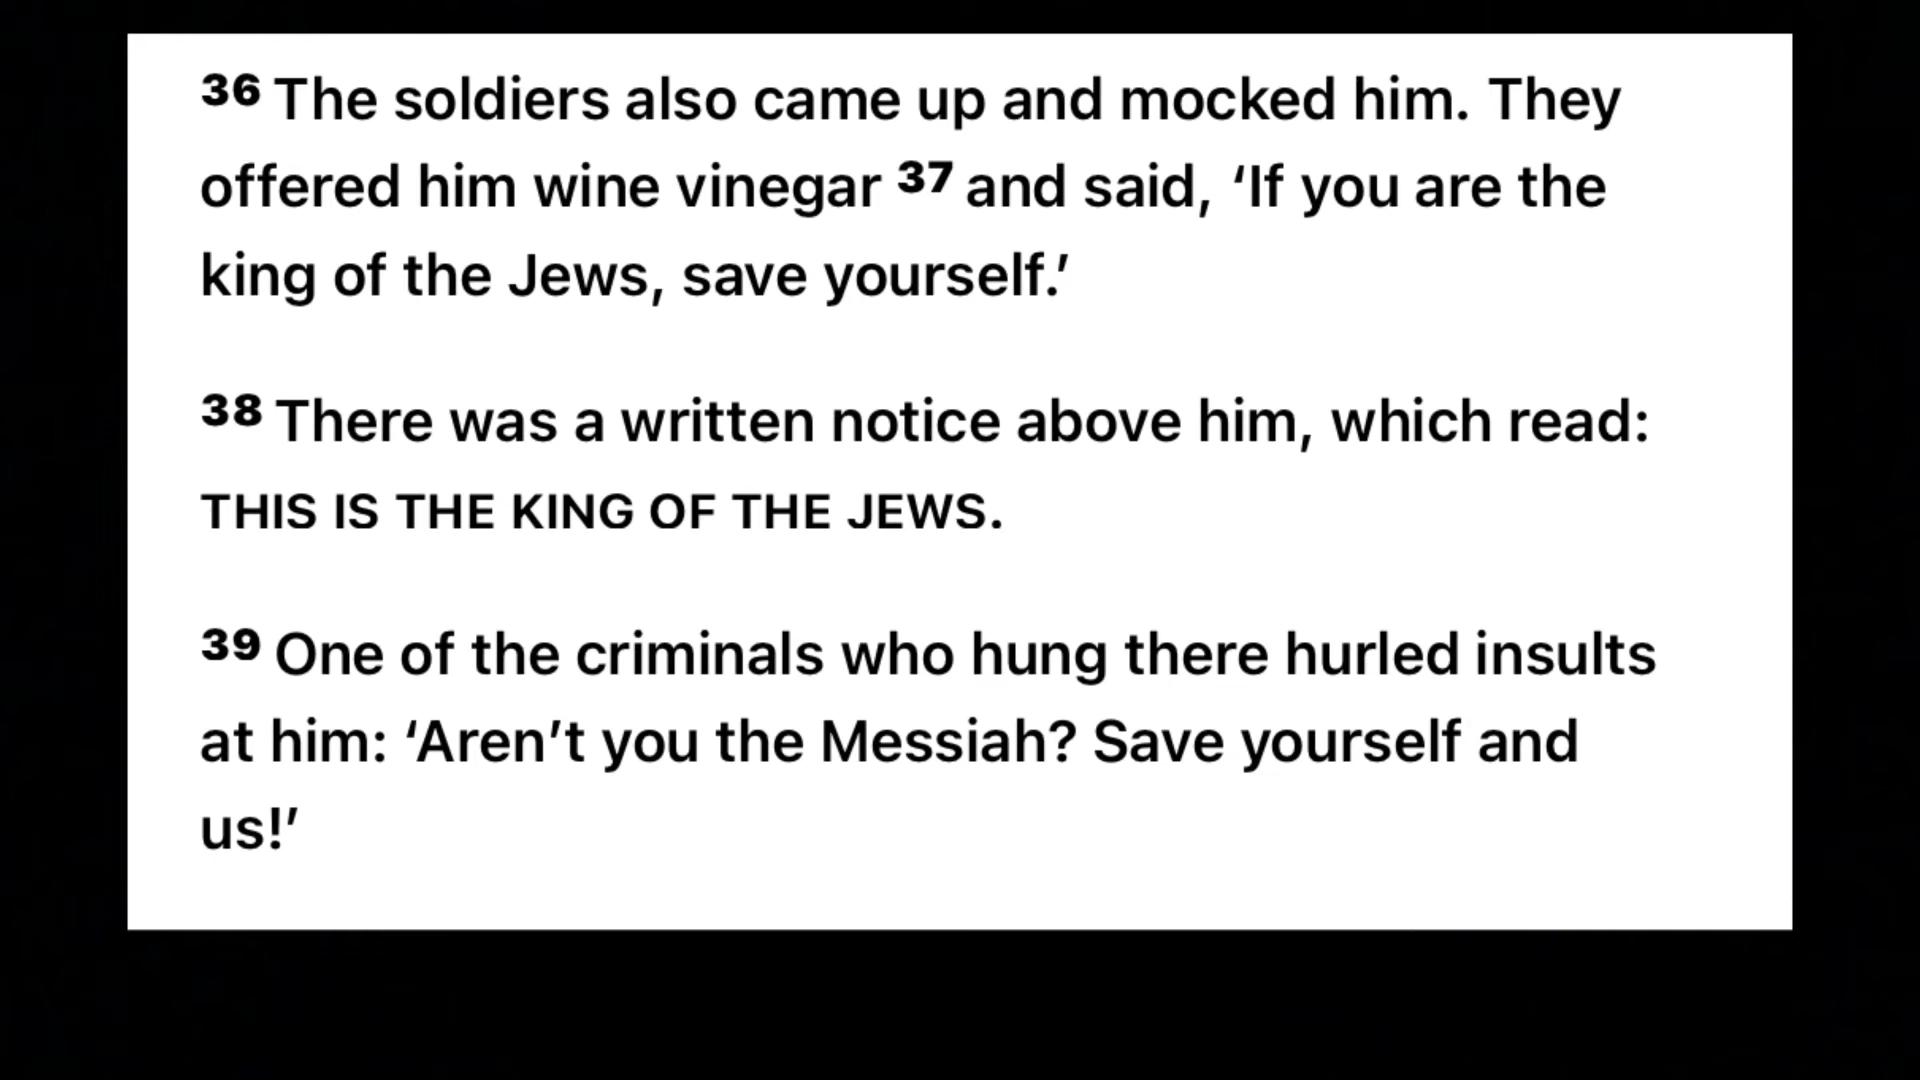 36 The soldiers also came up and mocked him. They
offered him wine vinegar 37 and said, ‘If you are the
king of the Jews, save yourself.’
38 There was a written notice above him, which read:
THIS IS THE KING OF THE JEWS.
39 One of the criminals who hung there hurled insults
at him: ‘Aren’t you the Messiah? Save yourself and
us!’